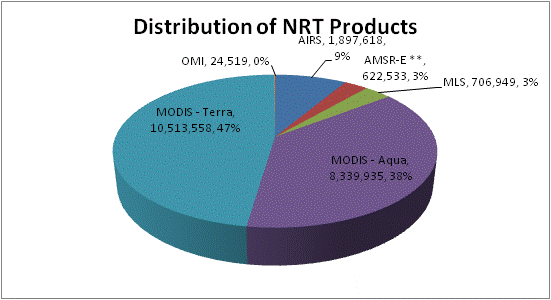 Distribution of NRT Products
AIRS, 1,897,618,
9%
OMI, 24,519, 0%
AMSR-E **,
622,533, 3%
MLS, 706,949, 3%
MODIS - Terra,
10,513,558, 47%
MODIS - Aqua,
8,339,935, 38%